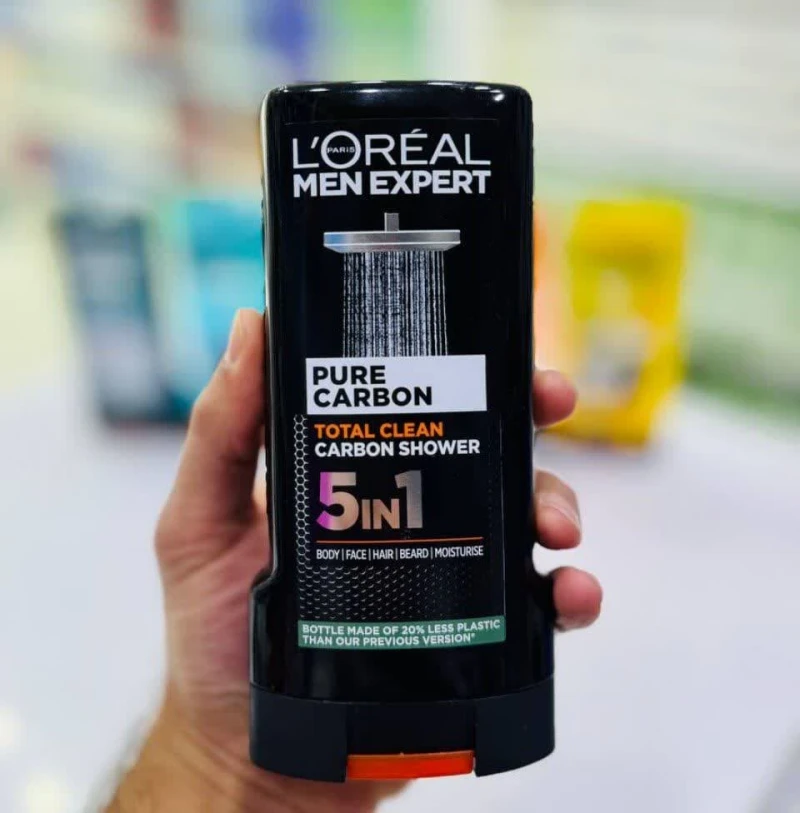 L'ORÉAL
PARIS
MEN EXPERT
PURE
CARBON
TOTAL CLEAN
CARBON SHOWER
5IN1
BODY | FACE | HAIR | BEARD | MOISTURISE
BOTTLE MADE OF 20% LESS PLASTIC
THAN OUR PREVIOUS VERSION*